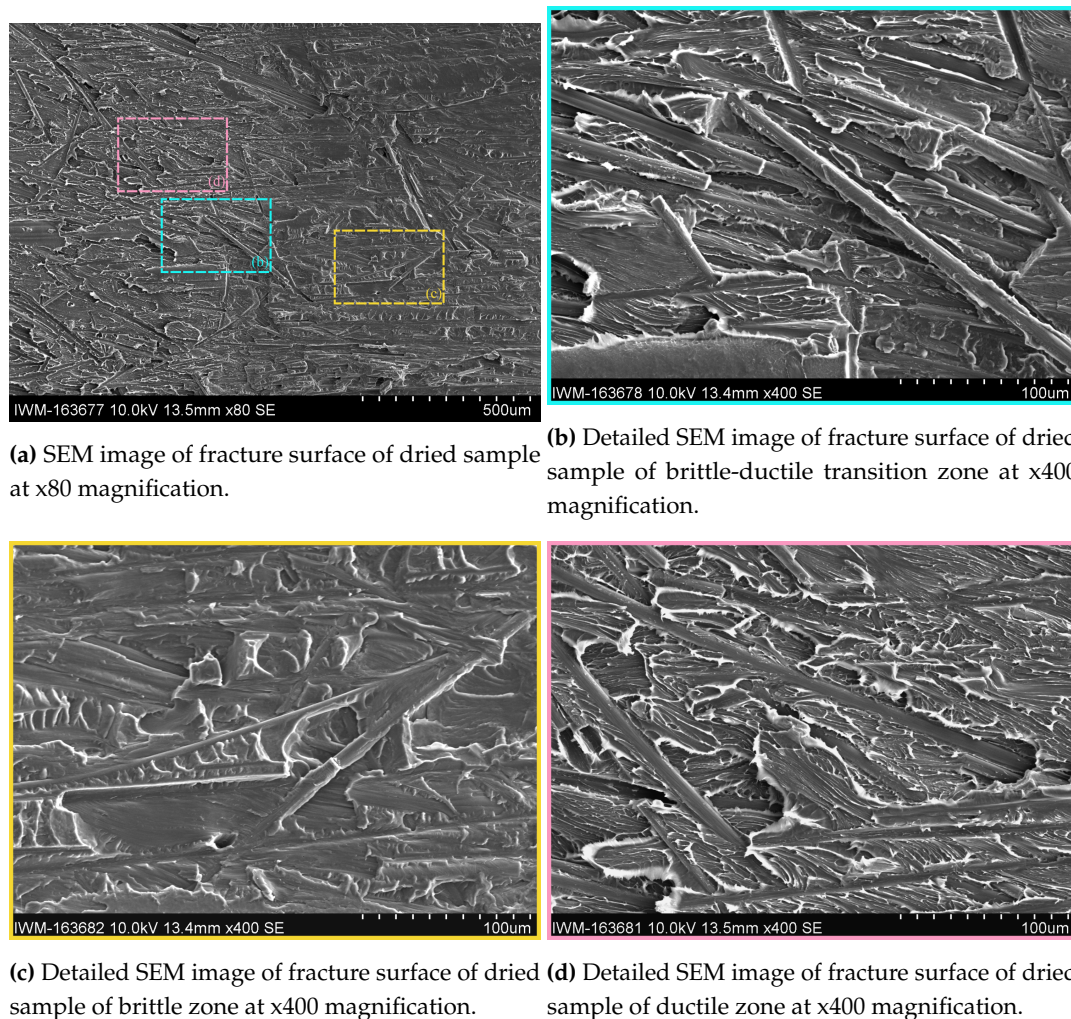 (d)
(b)
(c)
IWM-163677 10.0kV 13.5mm x80 SE 500um
IWM-163678 10.0kV 13.4mm x400 SE 100um
(a) SEM image of fracture surface of dried sample
at x80 magnification.
(b) Detailed SEM image of fracture surface of dried
sample of brittle-ductile transition zone at x400
magnification.
IWM-163682 10.0kV 13.4mm x400 SE 100um
IWM-163681 10.0kV 13.5mm x400 SE 100um
(c) Detailed SEM image of fracture surface of dried
sample of brittle zone at x400 magnification.
(d) Detailed SEM image of fracture surface of dried
sample of ductile zone at x400 magnification.